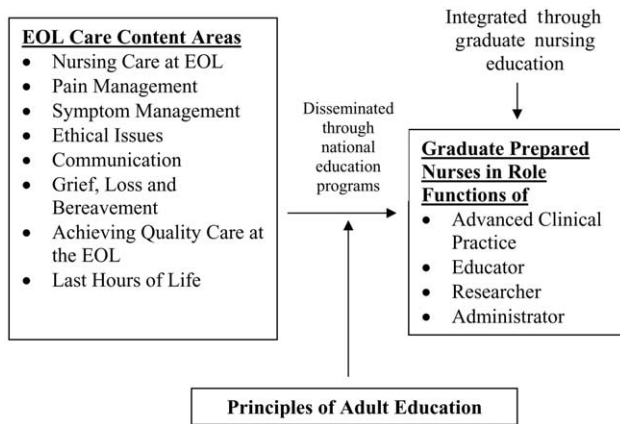 EOL Care Content Areas
• Nursing Care at EOL
• Pain Management
• Symptom Management
• Ethical Issues
• Communication
• Grief, Loss and
Bereavement
• Achieving Quality Care at
the EOL
• Last Hours of Life
Disseminated
through
national
education
programs
Integrated through
graduate nursing
education
Graduate Prepared
Nurses in Role
Functions of
• Advanced Clinical
Practice
• Educator
• Researcher
• Administrator
Principles of Adult Education